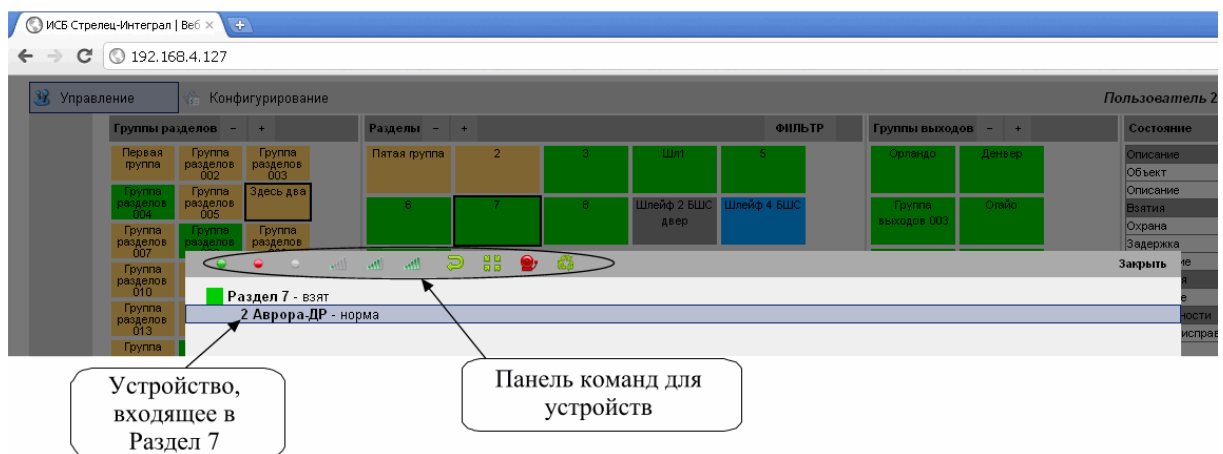 ИСБ Стрелец-Интеграл | Веб ×
192.168.4.127
Управление
Конфигурирование
Пользователь 2
Группы разделов - +
Первая группа
Группа разделов 002
Группа разделов 003
Группа разделов 004
Группа разделов 005
Здесь два
Группа разделов 007
Группа разделов
Группа разделов
Группа разделов 010
Группа разделов 013
Группа
Разделы - +
ФИЛЬТР
Пятая группа
2
3
Шл1
5
6
7
8
Шлейф 2 БШС двер
Шлейф 4 БШС
Группы выходов - +
Орландо
Денвер
Группа выходов 003
Огайо
Состояние
Описание
Объект
Описание
Взятия
Охрана
Задержка
Закрыть
Раздел 7 - взят
2 Аврора-ДР - норма
Устройство,
входящее в
Раздел 7
Панель команд для
устройств